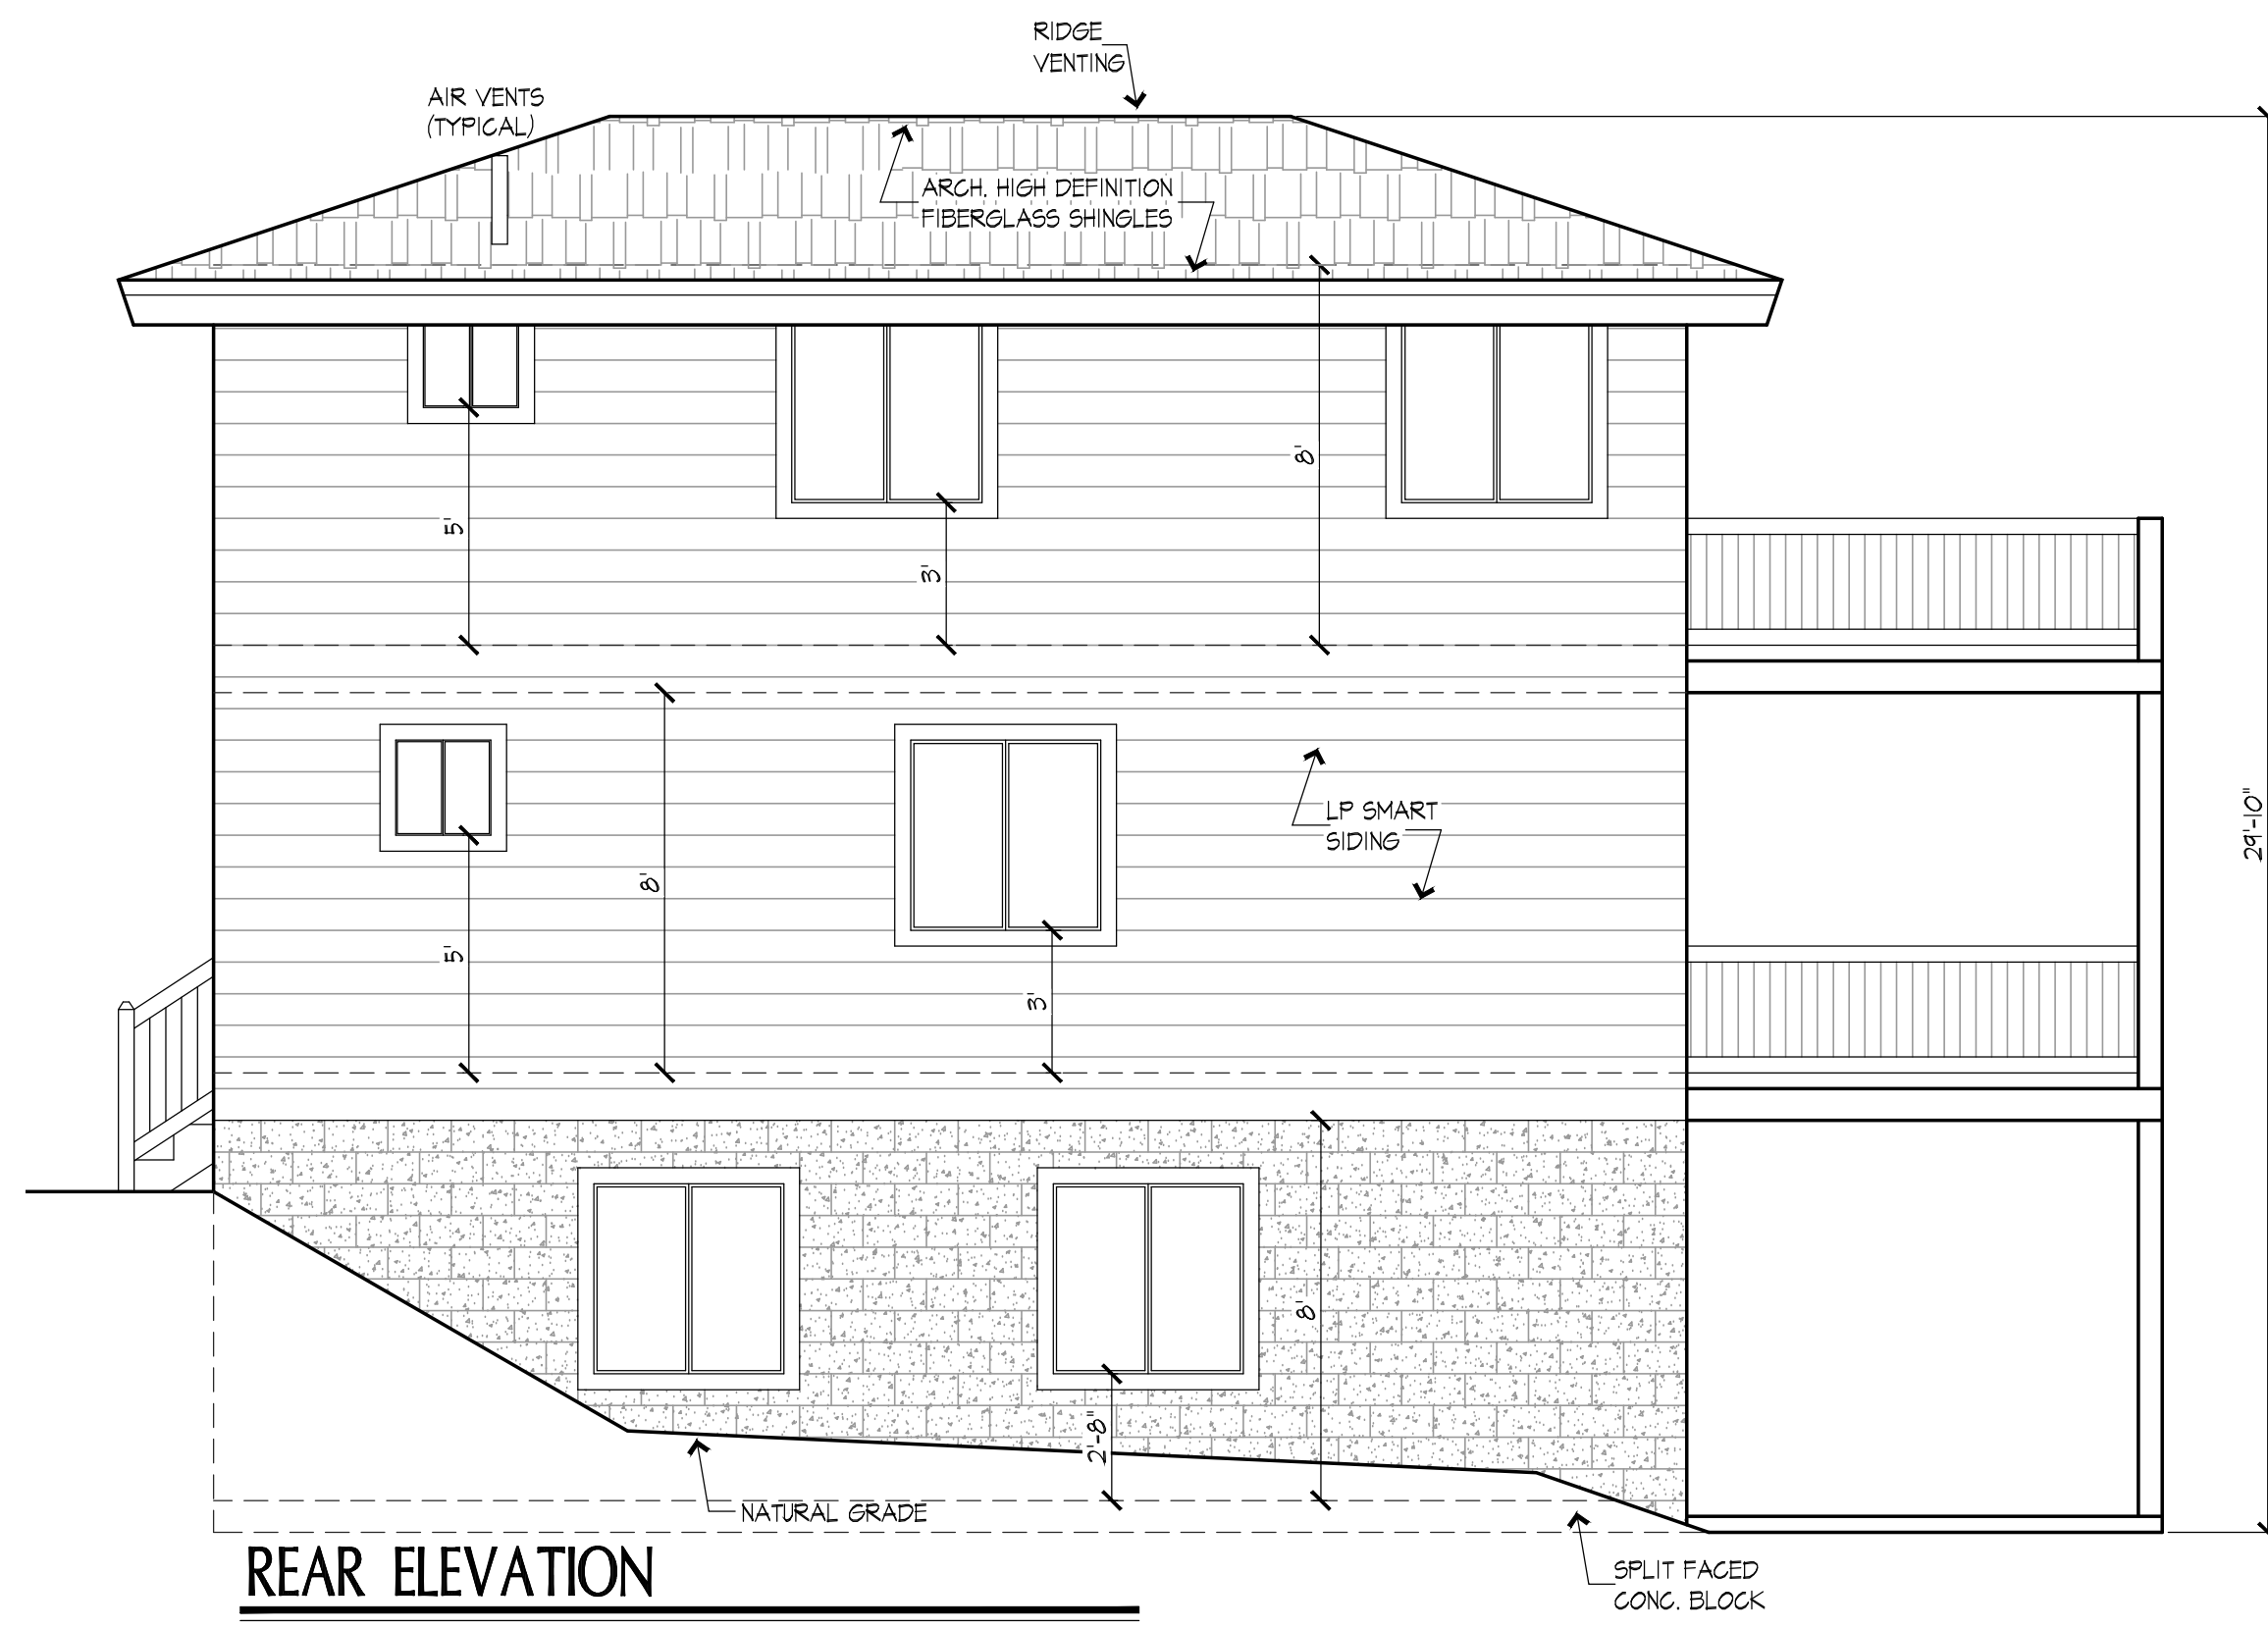 RIDGE
VENTING
AIR VENTS
(TYPICAL)
ARCH. HIGH DEFINITION
FIBERGLASS SHINGLES
8'
5'
3'
LP SMART
SIDING
29'-10"
8'
5'
3'
8'
2'-8"
NATURAL GRADE
SPLIT FACED
CONC. BLOCK
REAR ELEVATION